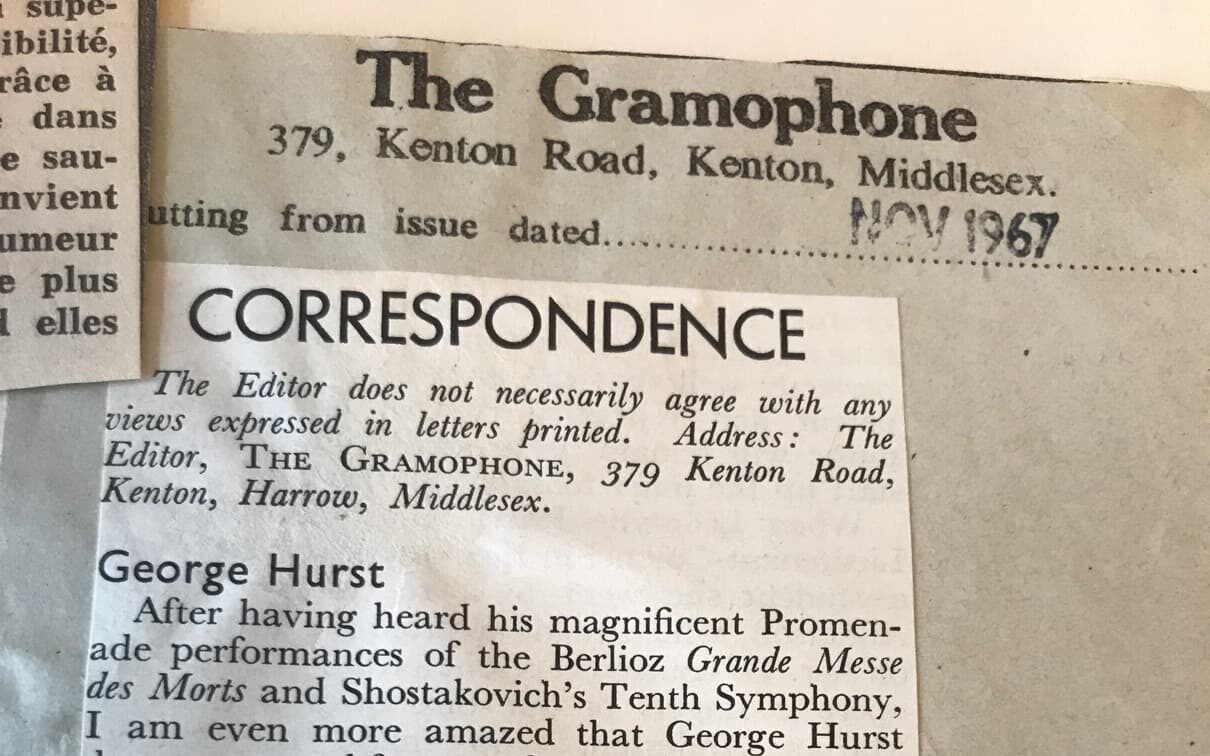 supe-
ibilité,
râce à
dans
e sau-
nvient
umeur
e plus
elles
The Gramophone
379, Kenton Road, Kenton, Middlesex.
utting from issue dated........................................
NOV 1967
CORRESPONDENCE
The Editor does not necessarily agree with any
views expressed in letters printed. Address: The
Editor, THE GRAMOPHONE, 379 Kenton Road,
Kenton, Harrow, Middlesex.
George Hurst
After having heard his magnificent Promen-
ade performances of the Berlioz Grande Messe
des Morts and Shostakovich's Tenth Symphony,
I am even more amazed that George Hurst